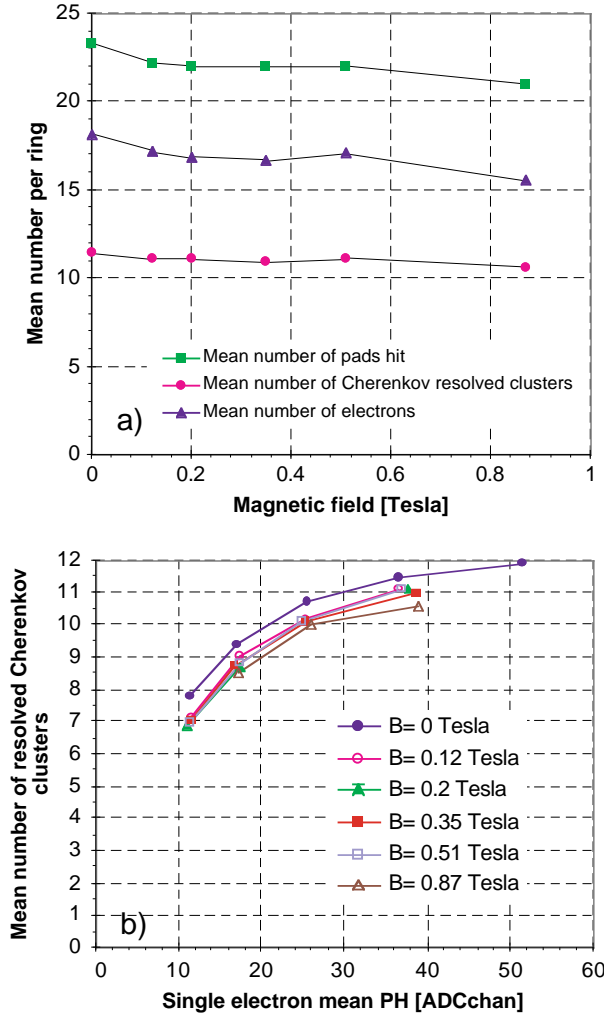 25
20
15
10
5
0
Mean number per ring
Mean number of pads hit
Mean number of Cherenkov resolved clusters
Mean number of electrons
a)
0 0.2 0.4 0.6 0.8 1
Magnetic field [Tesla]
12
11
10
9
8
7
6
5
4
3
2
1
0
Mean number of resolved Cherenkov
clusters
B= 0 Tesla
B= 0.12 Tesla
B= 0.2 Tesla
B= 0.35 Tesla
B= 0.51 Tesla
B= 0.87 Tesla
b)
0 10 20 30 40 50 60
Single electron mean PH [ADCchan]